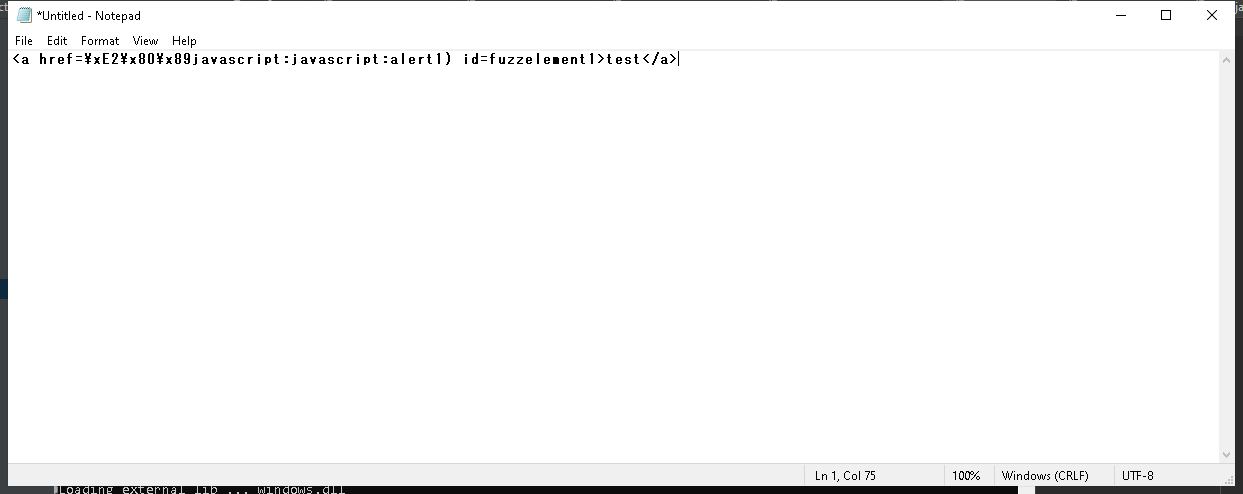 *Untitled - Notepad
File Edit Format View Help
<a href=¥xE2¥x80¥x89javascript:javascript:alert1) id=fuzzelement1>test</a>
Ln 1, Col 75 100% Windows (CRLF) UTF-8
Loading external lib ... windows.dll